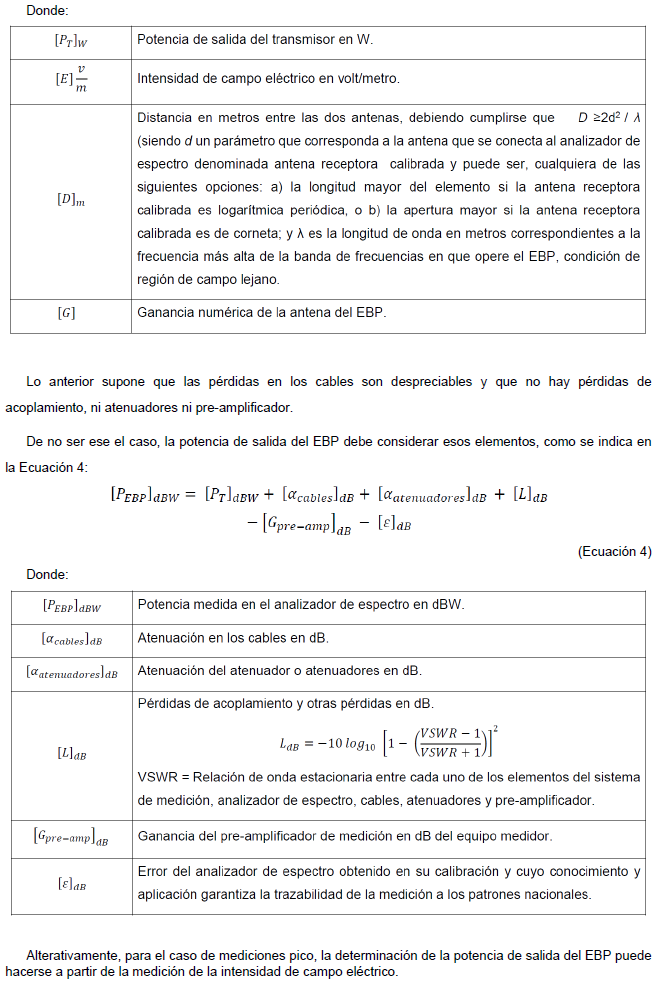 Donde:
[P_T]_W Potencia de salida del transmisor en W.
[E] v/m Intensidad de campo eléctrico en volt/metro.
Distancia en metros entre las dos antenas, debiendo cumplirse que D ≥2d² / λ
(siendo d un parámetro que corresponda a la antena que se conecta al analizador de
espectro denominada antena receptora calibrada y puede ser, cualquiera de las
siguientes opciones: a) la longitud mayor del elemento si la antena receptora
[D]_m calibrada es logarítmica periódica, o b) la apertura mayor si la antena receptora
calibrada es de corneta; y λ es la longitud de onda en metros correspondientes a la
frecuencia más alta de la banda de frecuencias en que opere el EBP, condición de
región de campo lejano.
[G] Ganancia numérica de la antena del EBP.
Lo anterior supone que las pérdidas en los cables son despreciables y que no hay pérdidas de
acoplamiento, ni atenuadores ni pre-amplificador.
De no ser ese el caso, la potencia de salida del EBP debe considerar esos elementos, como se indica en
la Ecuación 4:
[P_EBP]_dBW = [P_T]_dBW + [α_cables]_dB + [α_atenuadores]_dB + [L]_dB
− [G_pre−amp]_dB − [ε]_dB
(Ecuación 4)
Donde:
[P_EBP]_dBW Potencia medida en el analizador de espectro en dBW.
[α_cables]_dB Atenuación en los cables en dB.
[α_atenuadores]_dB Atenuación del atenuador o atenuadores en dB.
Pérdidas de acoplamiento y otras pérdidas en dB.
L_dB = −10 log_10 [1 − ((VSWR − 1)/(VSWR + 1))]²
[L]_dB
VSWR = Relación de onda estacionaria entre cada uno de los elementos del sistema
de medición, analizador de espectro, cables, atenuadores y pre-amplificador.
[G_pre−amp]_dB Ganancia del pre-amplificador de medición en dB del equipo medidor.
[ε]_dB Error del analizador de espectro obtenido en su calibración y cuyo conocimiento y
aplicación garantiza la trazabilidad de la medición a los patrones nacionales.
Alterativamente, para el caso de mediciones pico, la determinación de la potencia de salida del EBP puede
hacerse a partir de la medición de la intensidad de campo eléctrico.